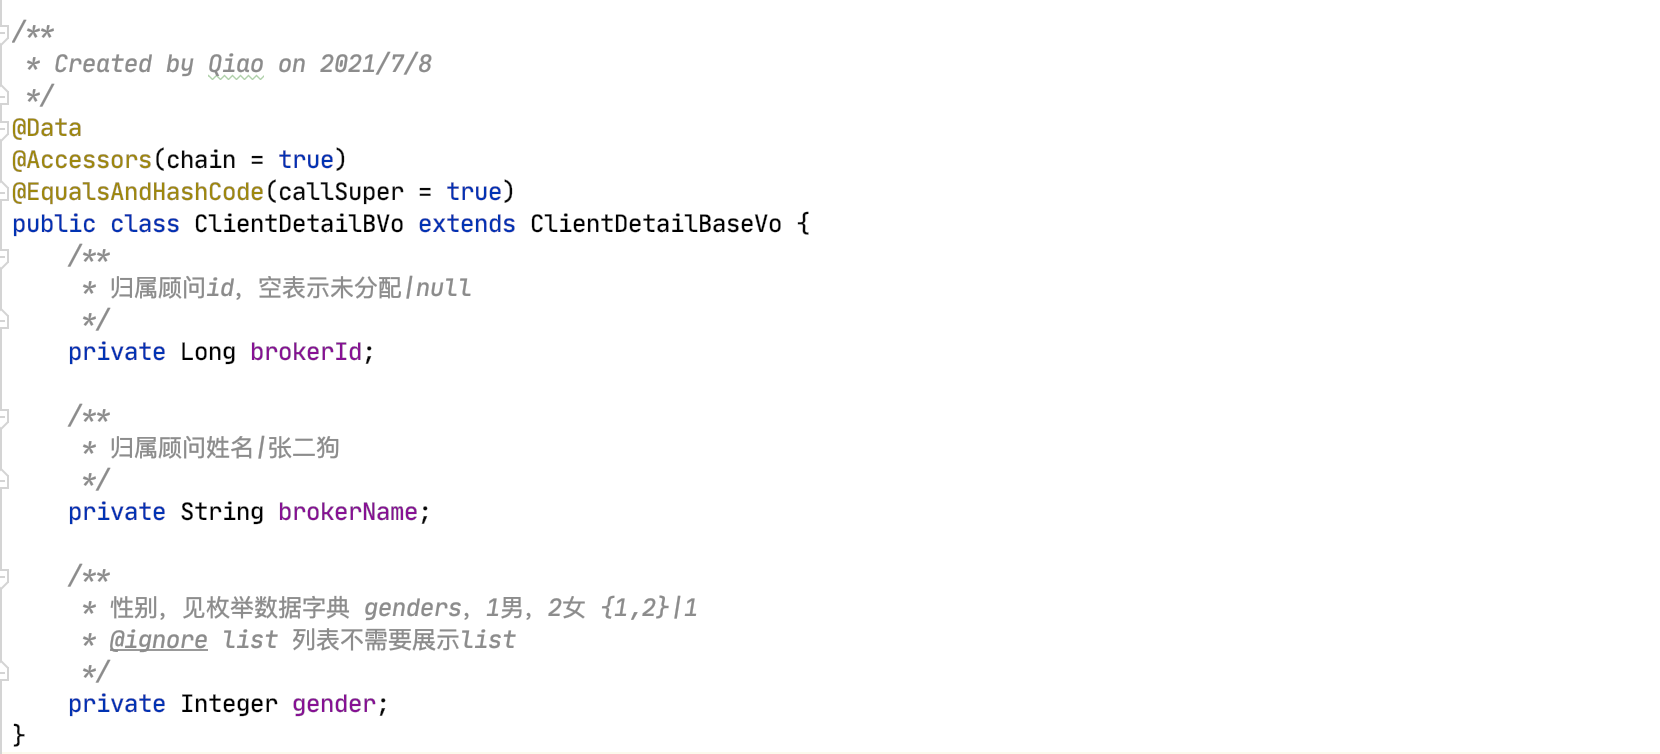 /**
 * Created by Qiao on 2021/7/8
 */
@Data
@Accessors(chain = true)
@EqualsAndHashCode(callSuper = true)
public class ClientDetailBVo extends ClientDetailBaseVo {
    /**
     * 归属顾问id，空表示未分配|null
     */
    private Long brokerId;

    /**
     * 归属顾问姓名|张二狗
     */
    private String brokerName;

    /**
     * 性别，见枚举数据字典 genders，1男，2女 {1,2}|1
     * @ignore list 列表不需要展示list
     */
    private Integer gender;
}